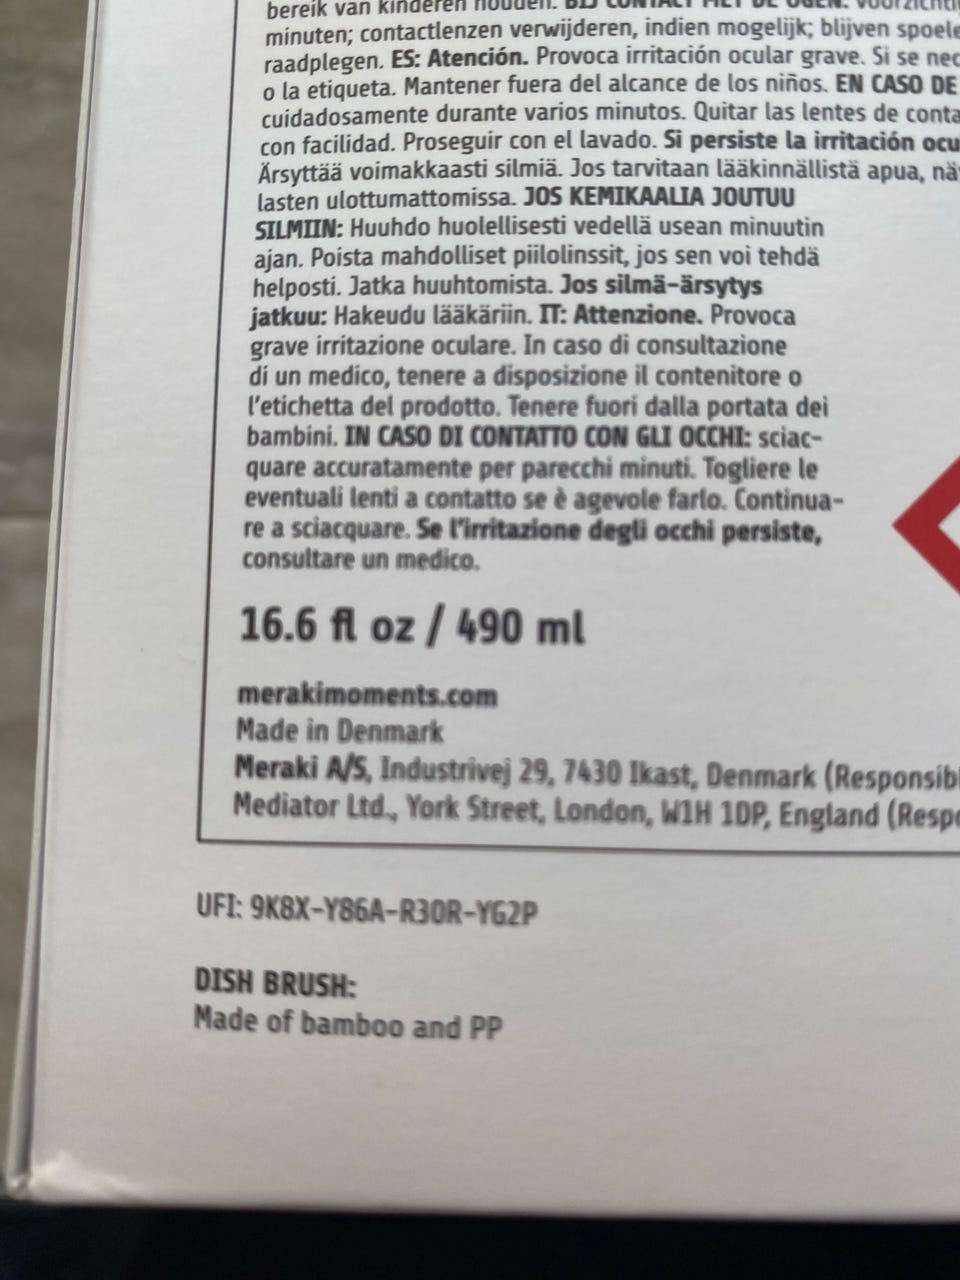 bereik van kinderen houden. BIJ CONTACT MET DE OGEN:
minuten; contactlenzen verwijderen, indien mogelijk; blijven
raadplegen. ES: Atención. Provoca irritación ocular grave. Si se
o la etiqueta. Mantener fuera del alcance de los niños. EN CASO DE
cuidadosamente durante varios minutos. Quitar las lentes de
con facilidad. Proseguir con el lavado. Si persiste la irritación
Ärsyttää voimakkaasti silmiä. Jos tarvitaan lääkinnällistä apua,
lasten ulottumattomissa. JOS KEMIKAALIA JOUTUU
SILMIIN: Huuhdo huolellisesti vedellä usean minuutin
ajan. Poista mahdolliset piilolinssit, jos sen voi tehdä
helposti. Jatka huuhtomista. Jos silmä-ärsytys
jatkuu: Hakeudu lääkäriin. IT: Attenzione. Provoca
grave irritazione oculare. In caso di consultazione
di un medico, tenere a disposizione il contenitore o
l'etichetta del prodotto. Tenere fuori dalla portata dei
bambini. IN CASO DI CONTATTO CON GLI OCCHI: sciac-
quare accuratamente per parecchi minuti. Togliere le
eventuali lenti a contatto se è agevole farlo. Continua-
re a sciacquare. Se l'irritazione degli occhi persiste,
consultare un medico.
16.6 fl oz / 490 ml
merakimoments.com
Made in Denmark
Meraki A/S, Industrivej 29, 7430 Ikast, Denmark
Mediator Ltd., York Street, London, W1H 1DP, England
UFI: 9K8X-Y86A-R30R-YG2P
DISH BRUSH:
Made of bamboo and PP